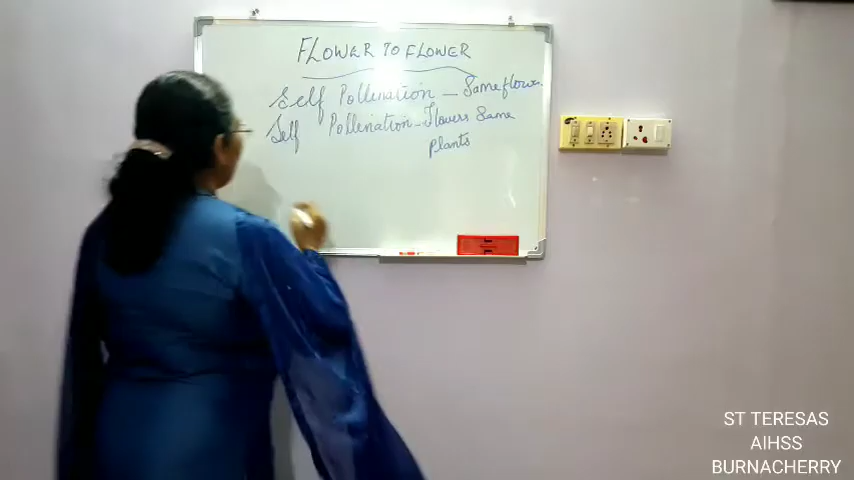 FLOWER TO FLOWER
Self Pollination - Same flower.
Self Pollination - Flowers Same
Plants
ST TERESAS
AIHSS
BURNACHERRY